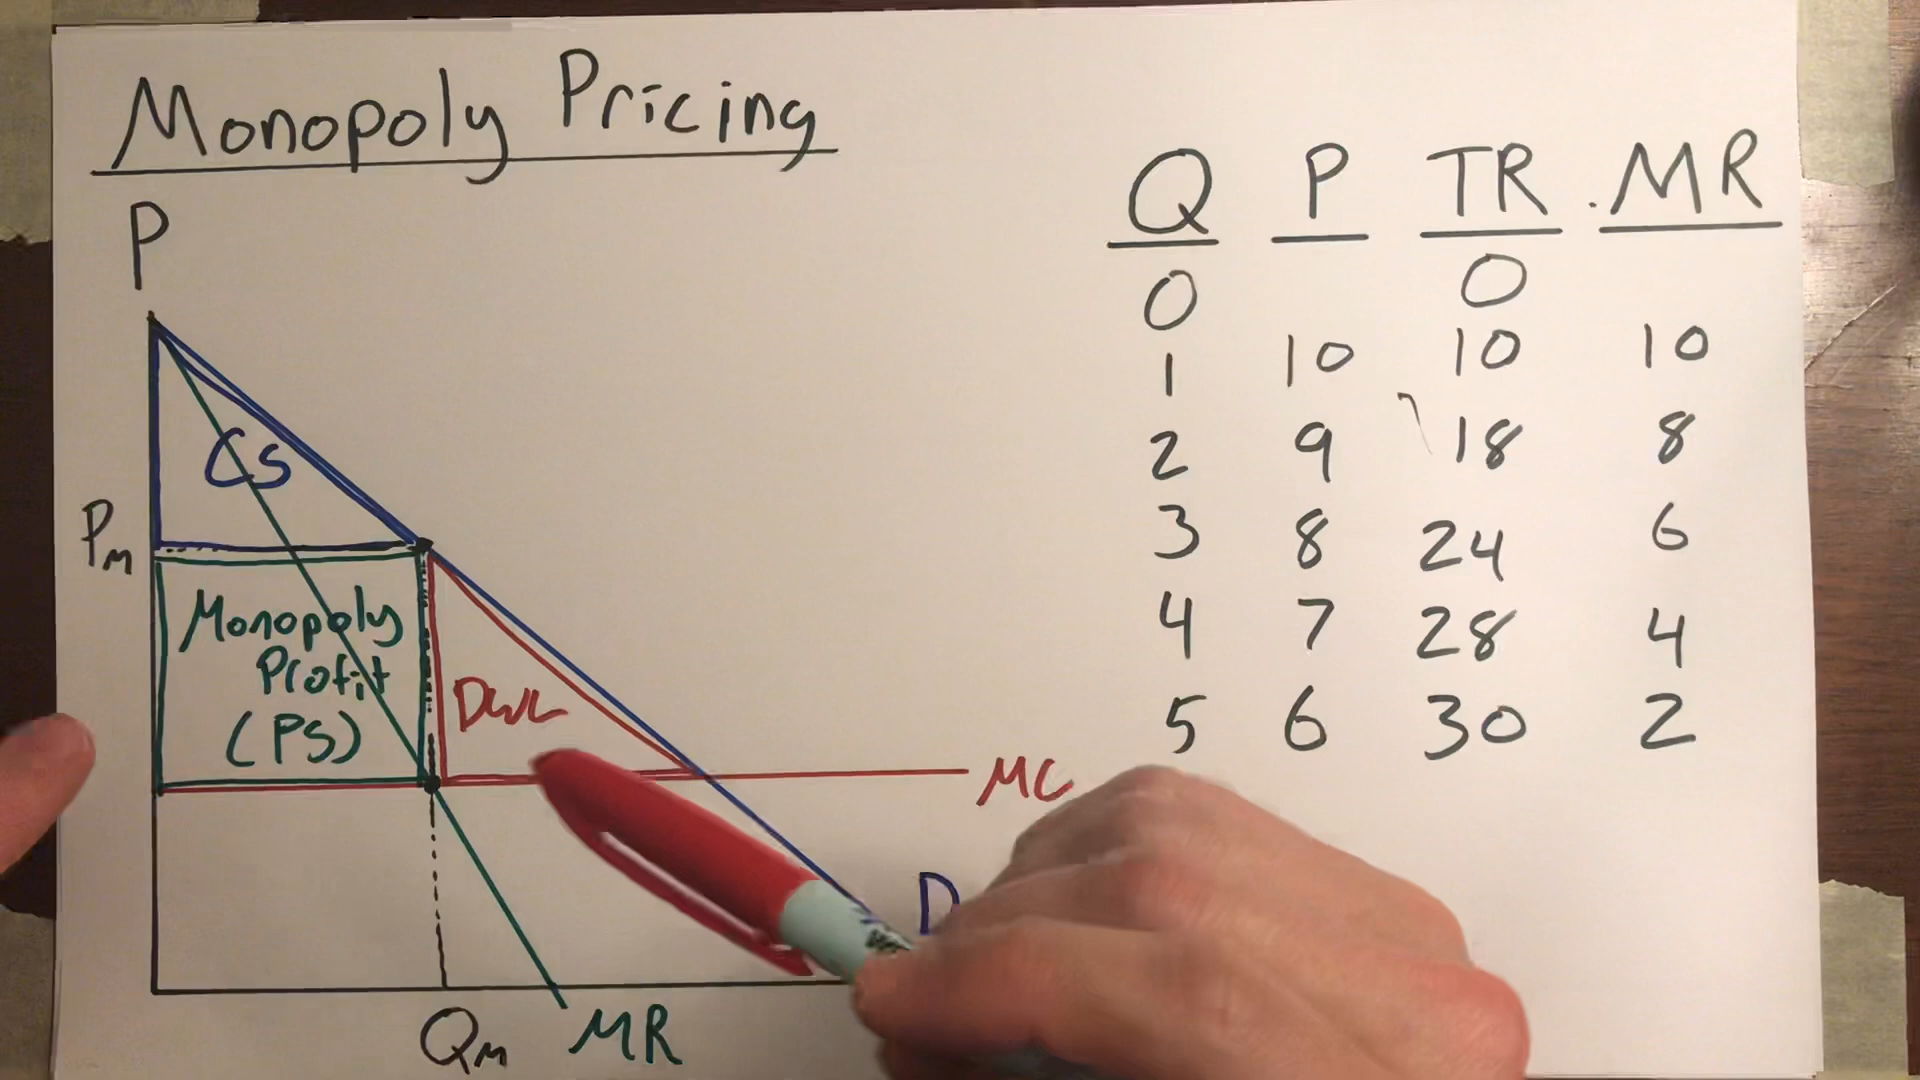 Monopoly Pricing
P
CS
Pm
Monopoly
Profit
(PS)
DWL
MC
D
Qm
MR
Q P TR MR
0 0
1 10 10 10
2 9 18 8
3 8 24 6
4 7 28 4
5 6 30 2